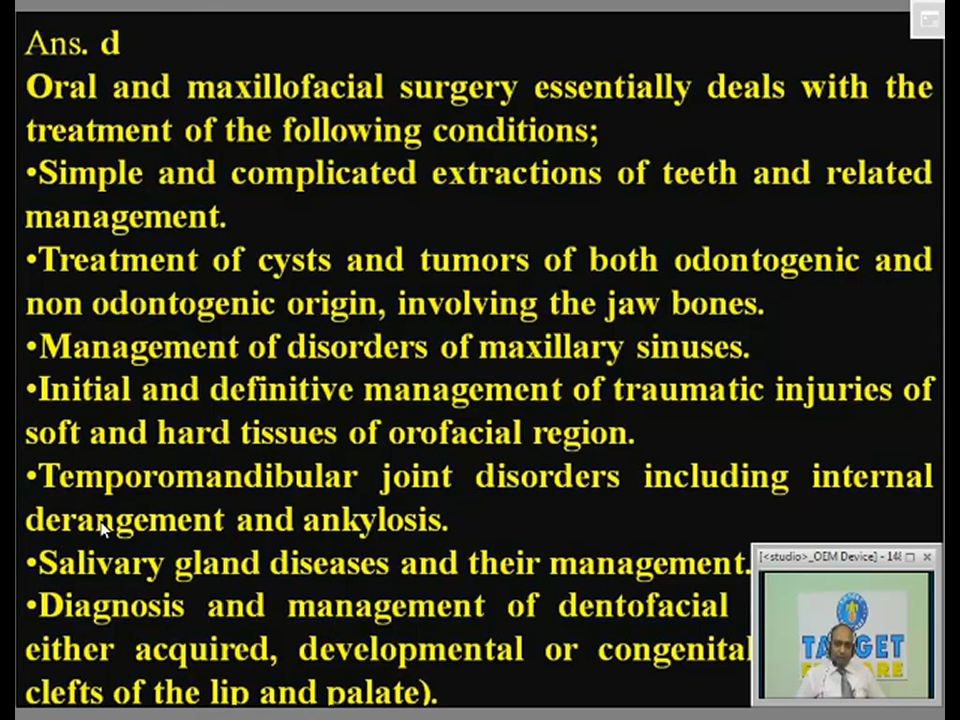 Ans. d
Oral and maxillofacial surgery essentially deals with the
treatment of the following conditions;
•Simple and complicated extractions of teeth and related
management.
•Treatment of cysts and tumors of both odontogenic and
non odontogenic origin, involving the jaw bones.
•Management of disorders of maxillary sinuses.
•Initial and definitive management of traumatic injuries of
soft and hard tissues of orofacial region.
•Temporomandibular joint disorders including internal
derangement and ankylosis.
•Salivary gland diseases and their management.
[<studio>_OEM Device] - 148
•Diagnosis and management of dentofacial
either acquired, developmental or congenital
clefts of the lip and palate).
TARGET